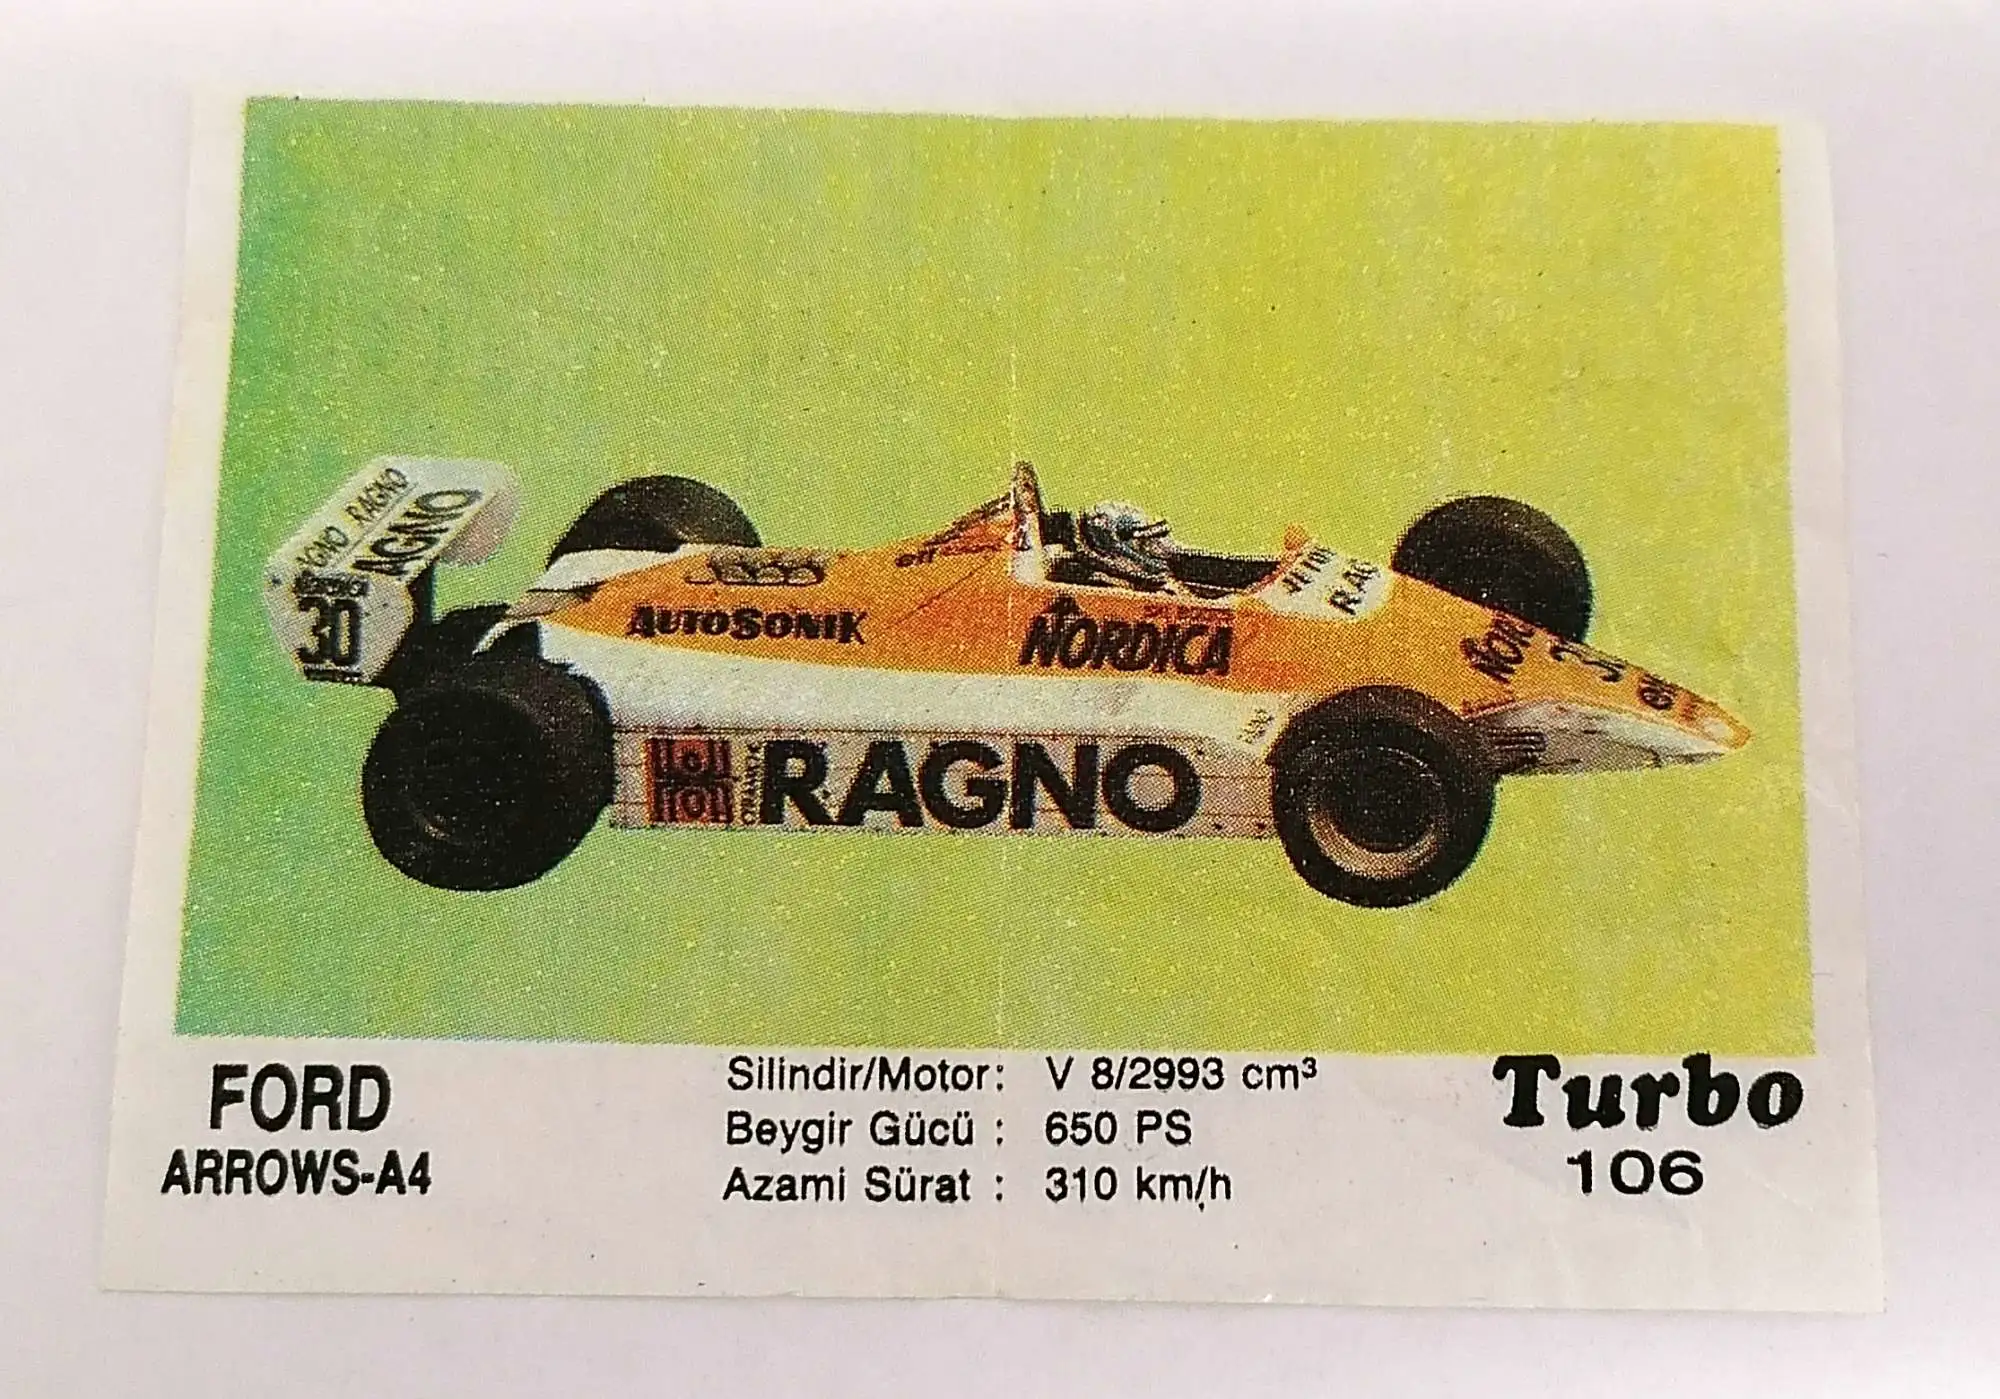 RAGNO
RAGNO
30
AUTOSONIK
NORDICA
RAGNO
FORD
ARROWS-A4
Silindir/Motor: V 8/2993 cm³
Beygir Gücü : 650 PS
Azami Sürat : 310 km/h
Turbo
106